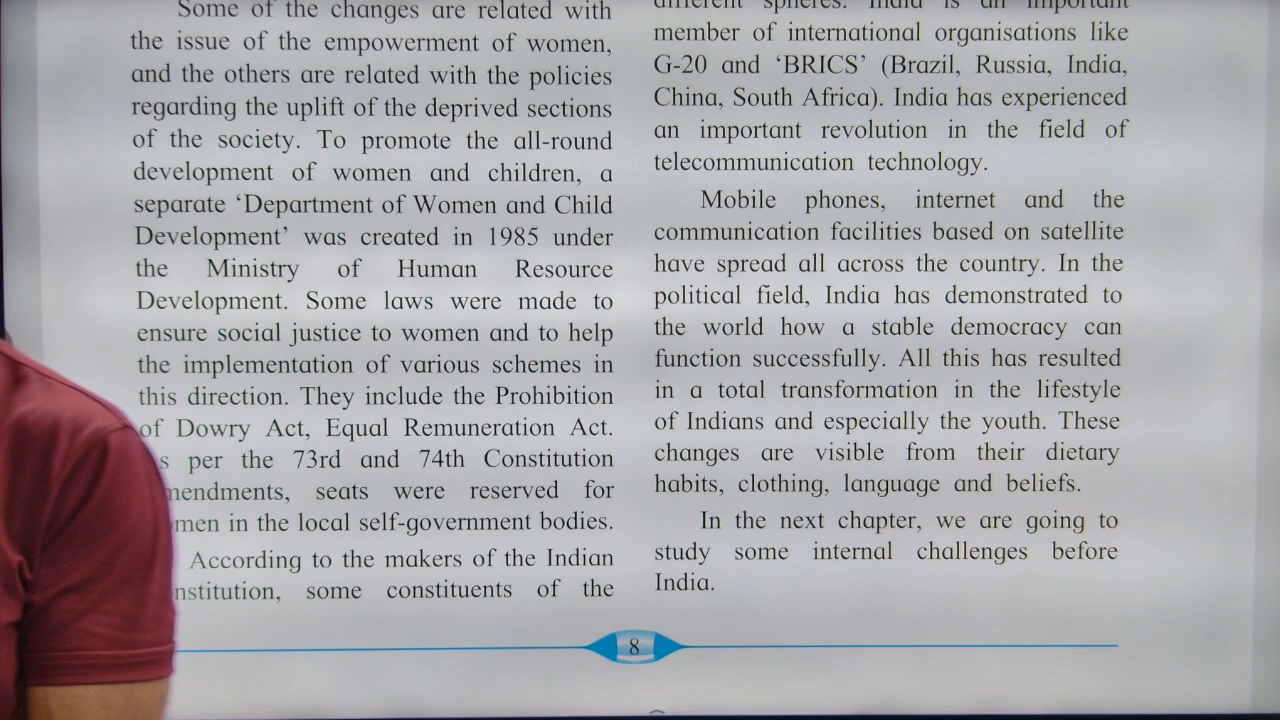 Some of the changes are related with
the issue of the empowerment of women,
and the others are related with the policies
regarding the uplift of the deprived sections
of the society. To promote the all-round
development of women and children, a
separate ‘Department of Women and Child
Development’ was created in 1985 under
the Ministry of Human Resource
Development. Some laws were made to
ensure social justice to women and to help
the implementation of various schemes in
this direction. They include the Prohibition
of Dowry Act, Equal Remuneration Act.
s per the 73rd and 74th Constitution
mendments, seats were reserved for
men in the local self-government bodies.
According to the makers of the Indian
nstitution, some constituents of the
different spheres. India is an important
member of international organisations like
G-20 and ‘BRICS’ (Brazil, Russia, India,
China, South Africa). India has experienced
an important revolution in the field of
telecommunication technology.
Mobile phones, internet and the
communication facilities based on satellite
have spread all across the country. In the
political field, India has demonstrated to
the world how a stable democracy can
function successfully. All this has resulted
in a total transformation in the lifestyle
of Indians and especially the youth. These
changes are visible from their dietary
habits, clothing, language and beliefs.
In the next chapter, we are going to
study some internal challenges before
India.
8